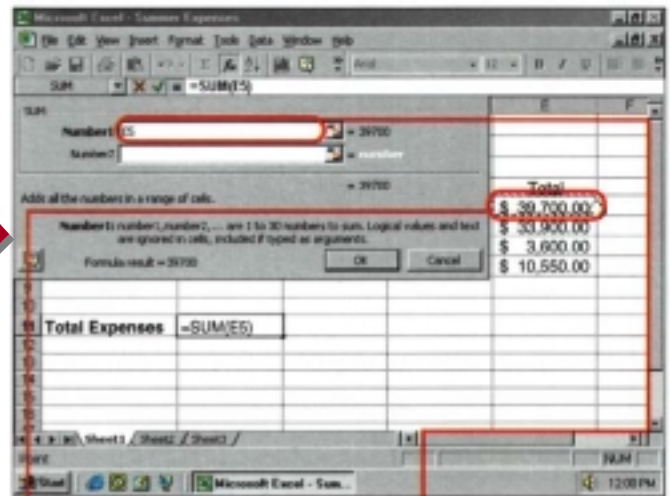 Microsoft Excel - Summer Expenses
File Edit View Insert Format Tools Data Window Help
Arial 12 B I U
SUM X ✓ = =SUM(E5)
SUM
Number1 E5 = 39700
Number2 = number
= 39700
Adds all the numbers in a range of cells.
Number1: number1,number2,... are 1 to 30 numbers to sum. Logical values and text
are ignored in cells, included if typed as arguments.
Formula result = 39700 OK Cancel
E F
Total
$ 39,700.00
$ 33,900.00
$ 3,600.00
$ 10,550.00
11 Total Expenses =SUM(E5)
Sheet1 Sheet2 Sheet3
Point NUM
Start Microsoft Excel - Sum... 12:00 PM